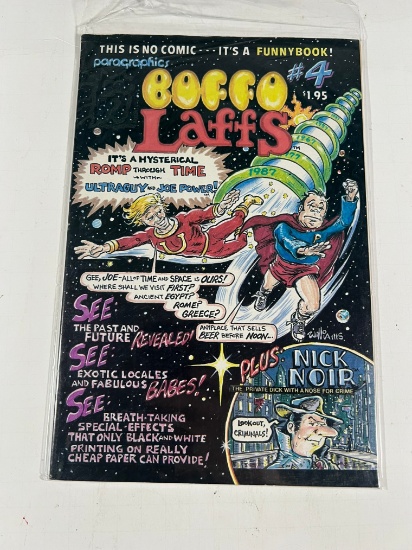 THIS IS NO COMIC --- IT'S A FUNNYBOOK!
paragraphics
BOFFO
LAFFS
#4
$1.95
TM
IT'S A HYSTERICAL
ROMP THROUGH TIME
WITH
ULTRAGUY AND JOE POWER!
1987
GEE, JOE-ALL OF TIME AND SPACE IS OURS!
WHERE SHALL WE VISIT FIRST?
ANCIENT EGYPT?
ROME?
GREECE?
ANYPLACE THAT SELLS
BEER BEFORE NOON...
SEE
THE PAST AND
FUTURE REVEALED!
SEE
EXOTIC LOCALES
AND FABULOUS BABES!
SEE
BREATH-TAKING
SPECIAL-EFFECTS
THAT ONLY BLACK AND WHITE
PRINTING ON REALLY
CHEAP PAPER CAN PROVIDE!
PLUS
NICK
NOIR
THE PRIVATE DICK WITH A NOSE FOR CRIME
LOOKOUT,
CRIMINALS!